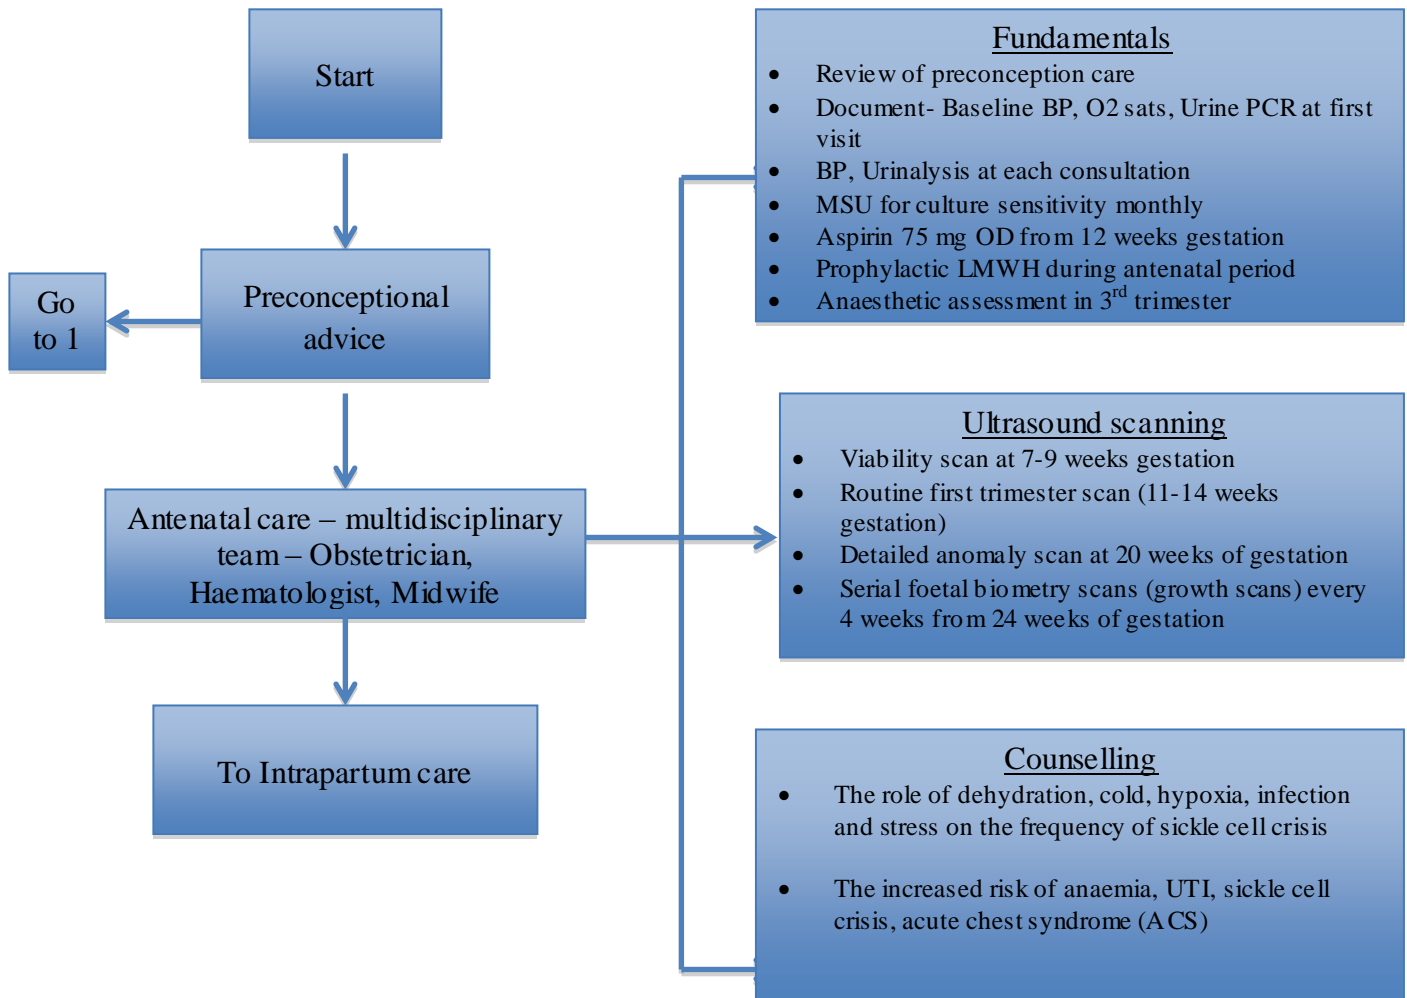 Start
Go
to 1
Preconceptional
advice
Antenatal care – multidisciplinary
team – Obstetrician,
Haematologist, Midwife
To Intrapartum care
Fundamentals
• Review of preconception care
• Document- Baseline BP, O2 sats, Urine PCR at first
visit
• BP, Urinalysis at each consultation
• MSU for culture sensitivity monthly
• Aspirin 75 mg OD from 12 weeks gestation
• Prophylactic LMWH during antenatal period
• Anaesthetic assessment in 3rd trimester
Ultrasound scanning
• Viability scan at 7-9 weeks gestation
• Routine first trimester scan (11-14 weeks
gestation)
• Detailed anomaly scan at 20 weeks of gestation
• Serial foetal biometry scans (growth scans) every
4 weeks from 24 weeks of gestation
Counselling
• The role of dehydration, cold, hypoxia, infection
and stress on the frequency of sickle cell crisis
• The increased risk of anaemia, UTI, sickle cell
crisis, acute chest syndrome (ACS)